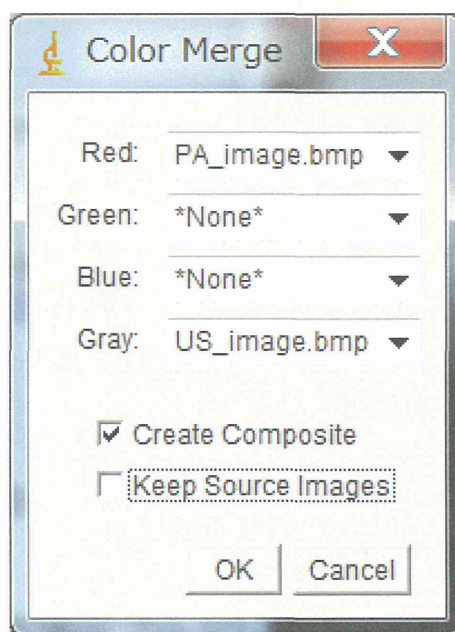 Color Merge
Red: PA_image.bmp
Green: *None*
Blue: *None*
Gray: US_image.bmp
Create Composite
Keep Source Images
OK Cancel